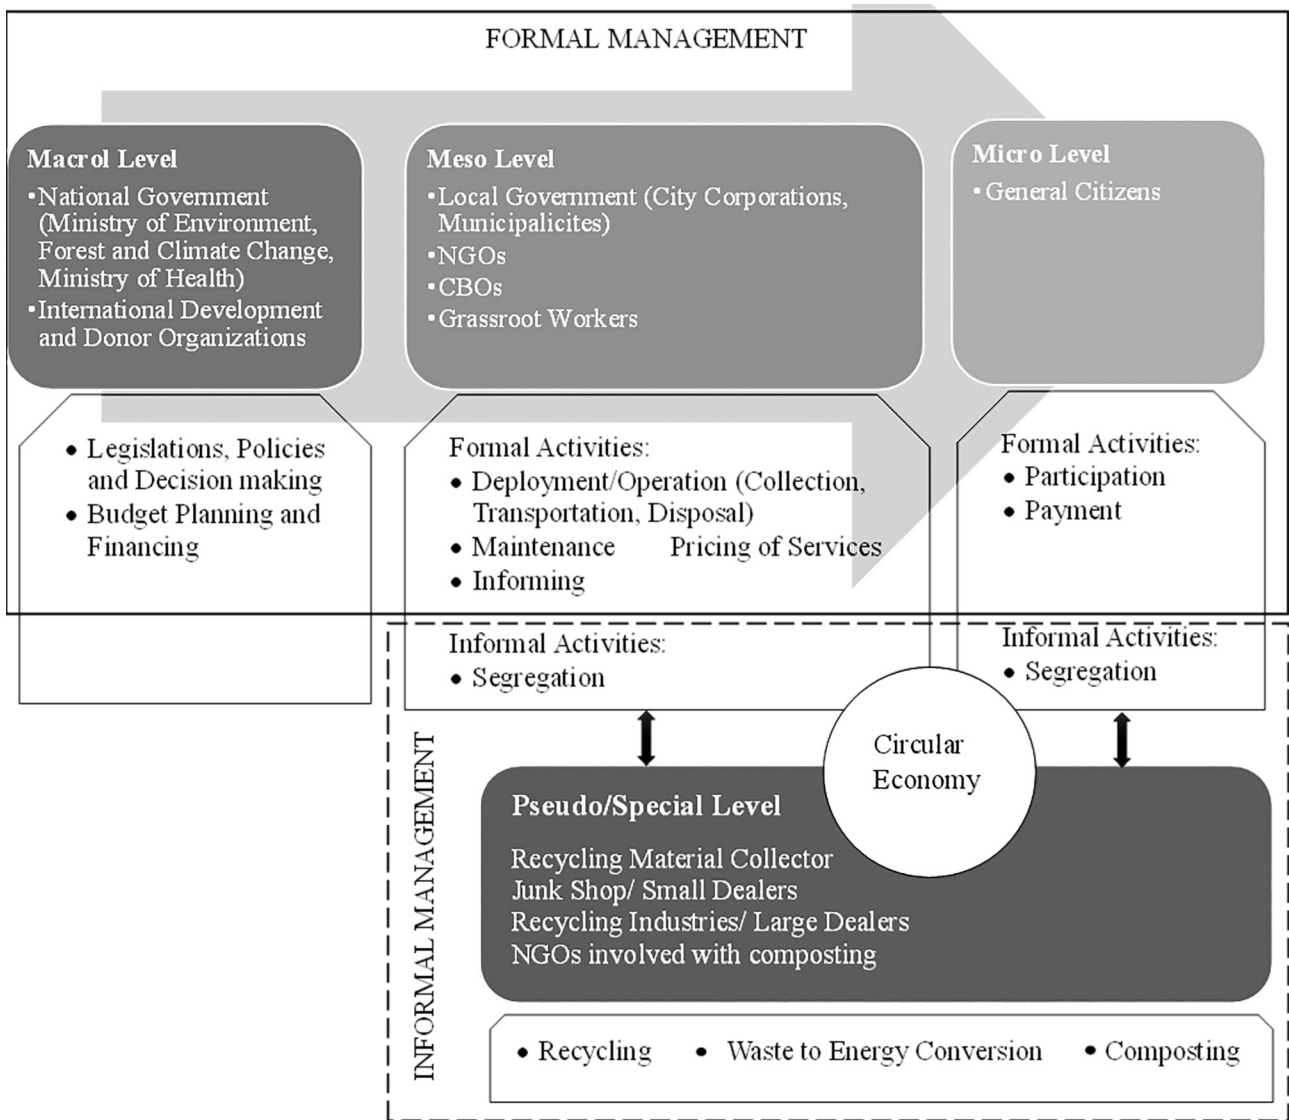 FORMAL MANAGEMENT
Macrol Level
▪National Government
(Ministry of Environment,
Forest and Climate Change,
Ministry of Health)
▪International Development
and Donor Organizations
Meso Level
▪Local Government (City Corporations,
Municipalicites)
▪NGOs
▪CBOs
▪Grassroot Workers
Micro Level
▪General Citizens
• Legislations, Policies
and Decision making
• Budget Planning and
Financing
Formal Activities:
• Deployment/Operation (Collection,
Transportation, Disposal)
• Maintenance Pricing of Services
• Informing
Formal Activities:
• Participation
• Payment
Informal Activities:
• Segregation
Informal Activities:
• Segregation
Circular
Economy
INFORMAL MANAGEMENT
Pseudo/Special Level
Recycling Material Collector
Junk Shop/ Small Dealers
Recycling Industries/ Large Dealers
NGOs involved with composting
• Recycling • Waste to Energy Conversion • Composting